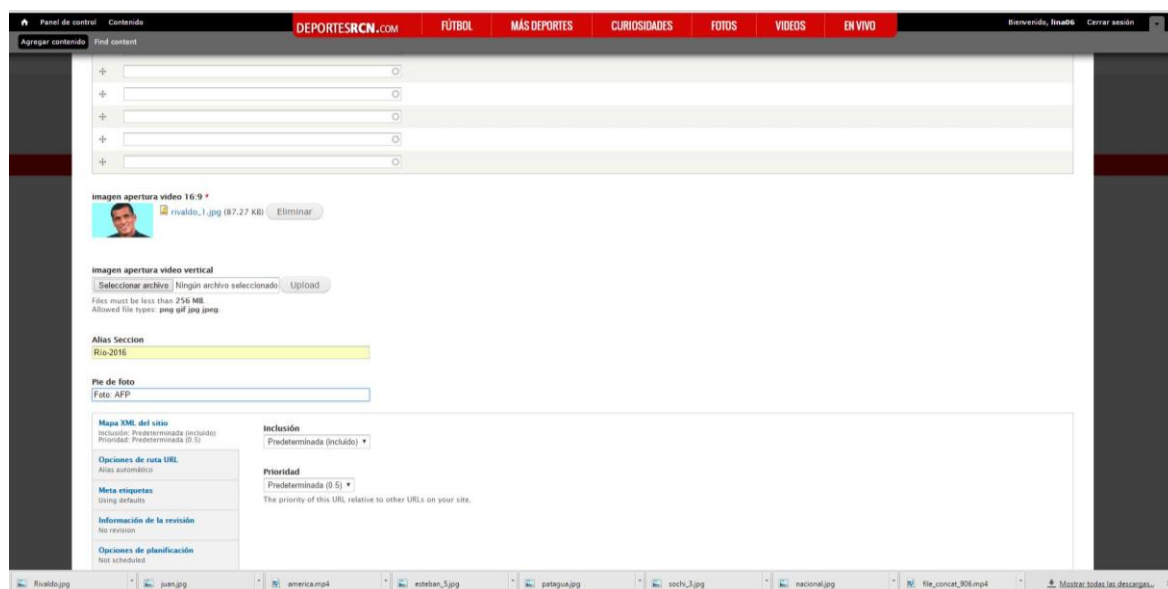 Panel de control Contenido
DEPORTESRCN.COM FÚTBOL MÁS DEPORTES CURIOSIDADES FOTOS VIDEOS EN VIVO
Bienvenido, lina06 Cerrar sesión
Agregar contenido Find content
imagen apertura video 16:9 *
rivaldo_1.jpg (87.27 KB) Eliminar
imagen apertura video vertical
Seleccionar archivo Ningún archivo seleccionado Upload
Files must be less than 256 MB.
Allowed file types: png gif jpg jpeg.
Alias Seccion
Río-2016
Pie de foto
Foto: AFP
Mapa XML del sitio
Inclusión: Predeterminada (incluido)
Prioridad: Predeterminada (0.5)
Opciones de ruta URL
Alias automático
Meta etiquetas
Using defaults
Información de la revisión
No revision
Opciones de planificación
Not scheduled
Inclusión
Predeterminada (incluido)
Prioridad
Predeterminada (0.5)
The priority of this URL relative to other URLs on your site.
Rivaldo.jpg juan.jpg america.mp4 esteban_5.jpg patagua.jpg sochi_3.jpg nacional.jpg file_concat_906.mp4 Mostrar todas las descargas...